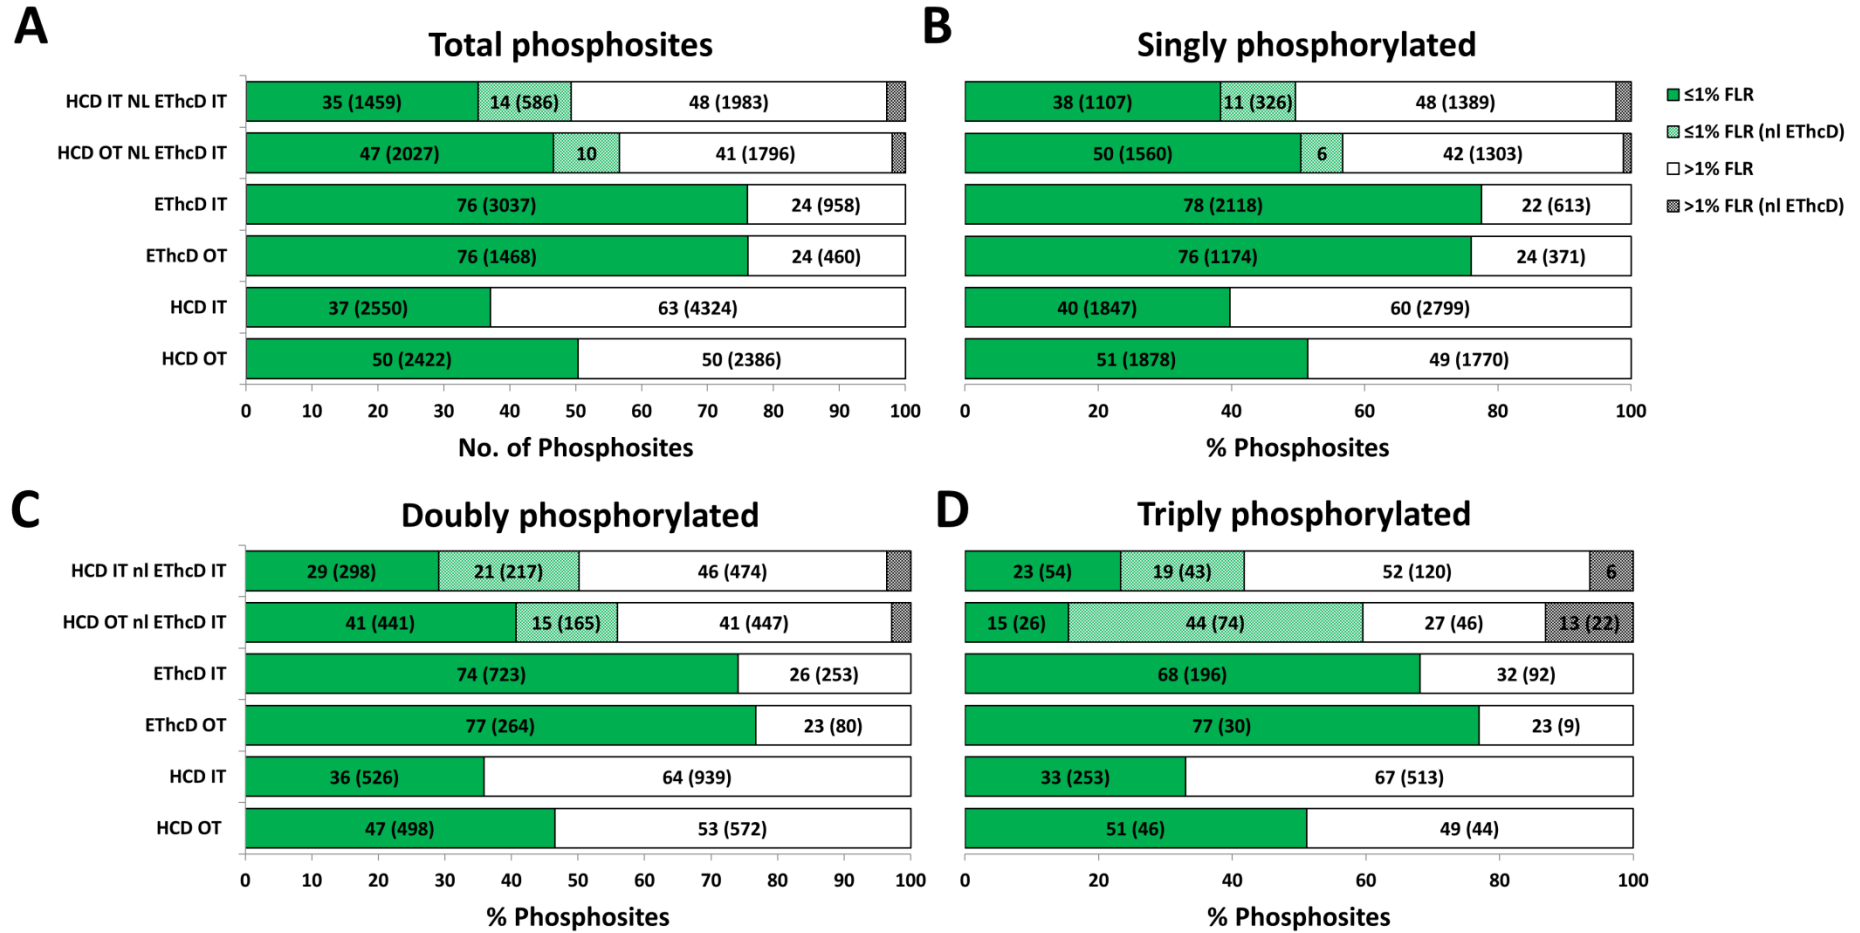 A
Total phosphosites
HCD IT NL EThcD IT
35 (1459)
14 (586)
48 (1983)
HCD OT NL EThcD IT
47 (2027)
10
41 (1796)
EThcD IT
76 (3037)
24 (958)
EThcD OT
76 (1468)
24 (460)
HCD IT
37 (2550)
63 (4324)
HCD OT
50 (2422)
50 (2386)
0 10 20 30 40 50 60 70 80 90 100
No. of Phosphosites
B
Singly phosphorylated
38 (1107)
11 (326)
48 (1389)
50 (1560)
6
42 (1303)
78 (2118)
22 (613)
76 (1174)
24 (371)
40 (1847)
60 (2799)
51 (1878)
49 (1770)
0 20 40 60 80 100
% Phosphosites
≤1% FLR
≤1% FLR (nl EThcD)
>1% FLR
>1% FLR (nl EThcD)
C
Doubly phosphorylated
HCD IT nl EThcD IT
29 (298)
21 (217)
46 (474)
HCD OT nl EThcD IT
41 (441)
15 (165)
41 (447)
EThcD IT
74 (723)
26 (253)
EThcD OT
77 (264)
23 (80)
HCD IT
36 (526)
64 (939)
HCD OT
47 (498)
53 (572)
0 10 20 30 40 50 60 70 80 90 100
% Phosphosites
D
Triply phosphorylated
23 (54)
19 (43)
52 (120)
6
15 (26)
44 (74)
27 (46)
13 (22)
68 (196)
32 (92)
77 (30)
23 (9)
33 (253)
67 (513)
51 (46)
49 (44)
0 20 40 60 80 100
% Phosphosites